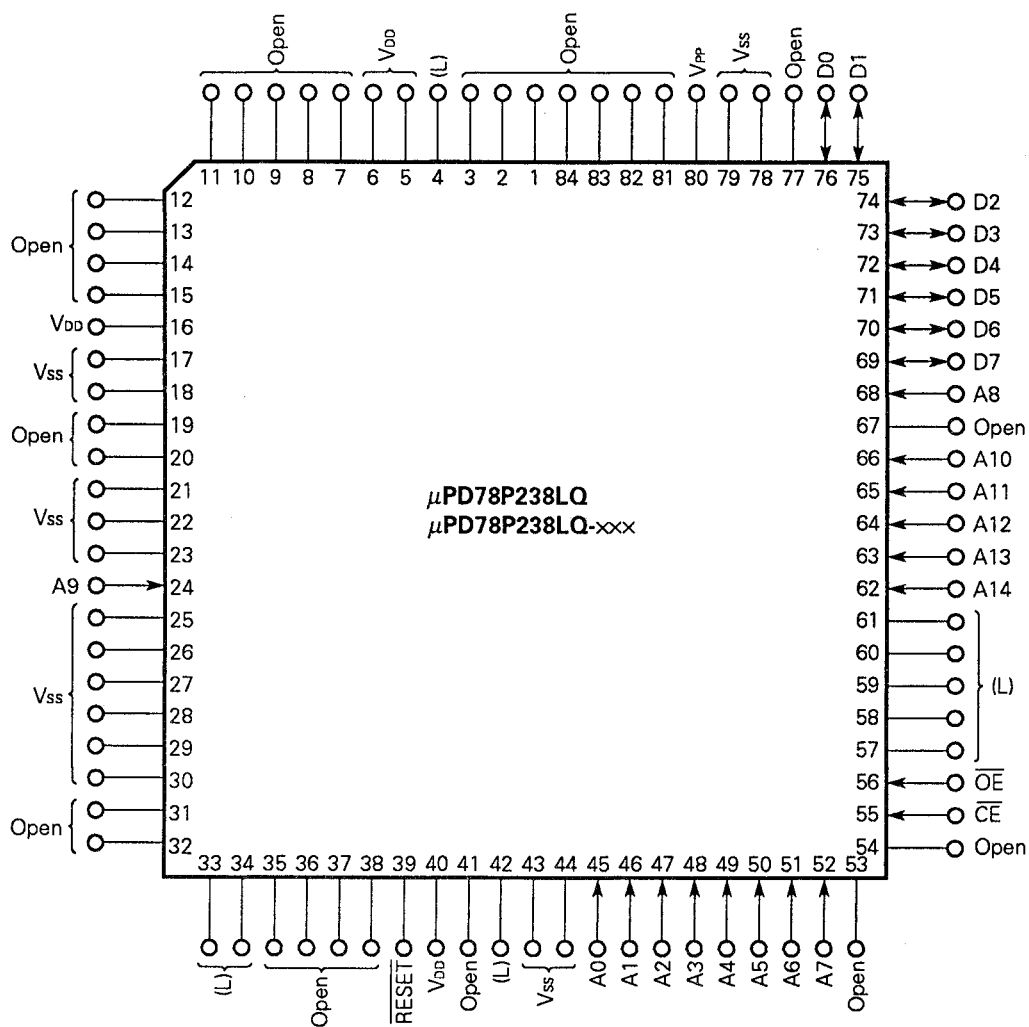 Open
VDD
(L)
Open
VPP
VSS
Open
D0
D1
11 10 9 8 7 6 5 4 3 2 1 84 83 82 81 80 79 78 77 76 75
Open
12
13
14
15
VDD 16
VSS
17
18
Open
19
20
VSS
21
22
23
A9 24
VSS
25
26
27
28
29
30
Open
31
32
μPD78P238LQ
μPD78P238LQ-×××
74 D2
73 D3
72 D4
71 D5
70 D6
69 D7
68 A8
67 Open
66 A10
65 A11
64 A12
63 A13
62 A14
61
60
59
58
57
(L)
56 OE
55 CE
54 Open
33 34 35 36 37 38 39 40 41 42 43 44 45 46 47 48 49 50 51 52 53
(L)
Open
RESET
VDD
Open
(L)
VSS
A0
A1
A2
A3
A4
A5
A6
A7
Open